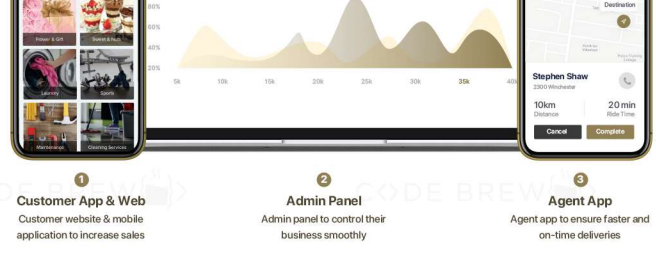 Destination
80%
60%
40%
20%
5k 10k 15k 20k 25k 30k 35k 40k
Flower & Gift
Sweet & Nuts
Laundry
Sports
Maintenance
Cleaning Services
Stephen Shaw
2300 Winchester
10km
Distance
20 min
Ride Time
Cancel
Complete
1
Customer App & Web
Customer website & mobile
application to increase sales
2
Admin Panel
Admin panel to control their
business smoothly
3
Agent App
Agent app to ensure faster and
on-time deliveries
CODE BREW